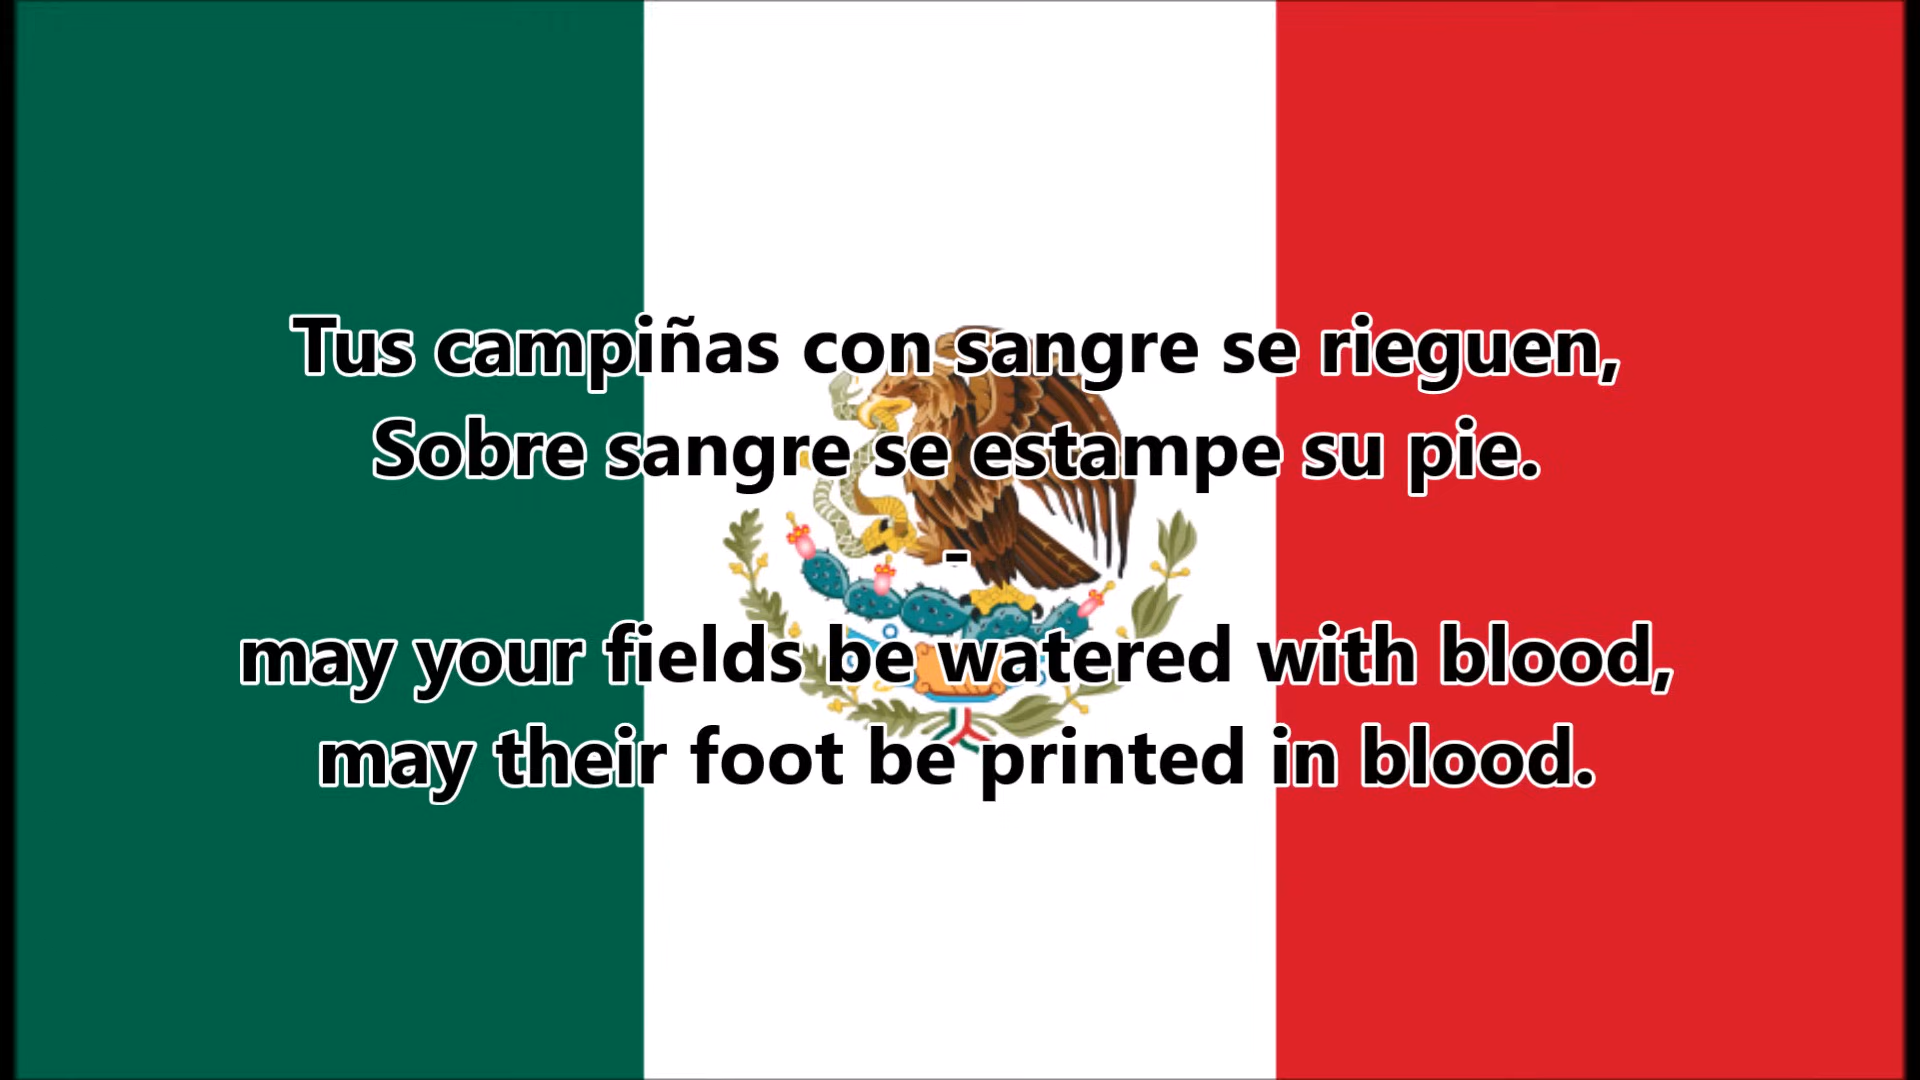 Tus campiñas con sangre se rieguen,
Sobre sangre se estampe su pie.
-
may your fields be watered with blood,
may their foot be printed in blood.